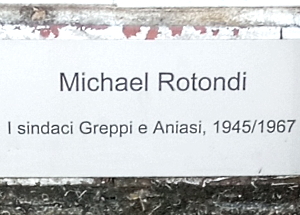 Michael Rotondi
I sindaci Greppi e Aniasi, 1945/1967